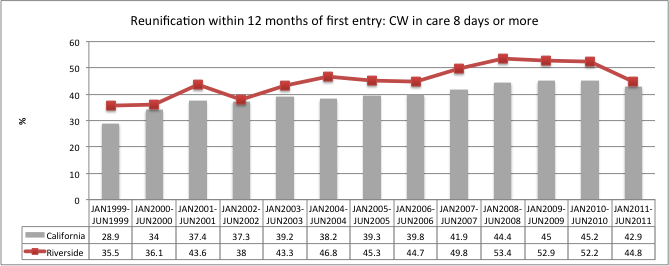 Reunification within 12 months of first entry: CW in care 8 days or more
60
50
40
30
20
10
0
%
JAN1999- JAN2000- JAN2001- JAN2002- JAN2003- JAN2004- JAN2005- JAN2006- JAN2007- JAN2008- JAN2009- JAN2010- JAN2011-
JUN1999 JUN2000 JUN2001 JUN2002 JUN2003 JUN2004 JUN2005 JUN2006 JUN2007 JUN2008 JUN2009 JUN2010 JUN2011
California 28.9 34 37.4 37.3 39.2 38.2 39.3 39.8 41.9 44.4 45 45.2 42.9
Riverside 35.5 36.1 43.6 38 43.3 46.8 45.3 44.7 49.8 53.4 52.9 52.2 44.8